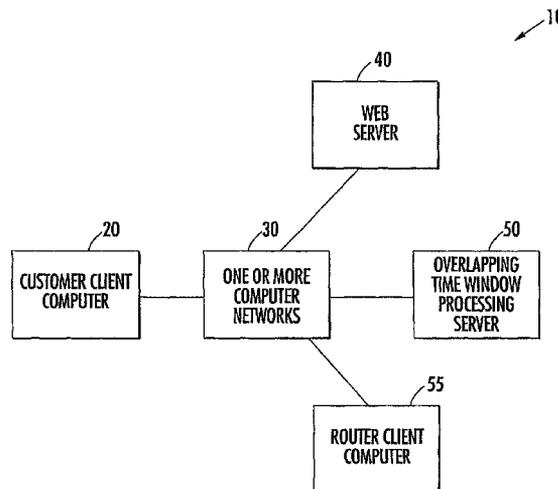 10
40
WEB
SERVER
20
CUSTOMER CLIENT
COMPUTER
30
ONE OR MORE
COMPUTER
NETWORKS
50
OVERLAPPING
TIME WINDOW
PROCESSING
SERVER
55
ROUTER CLIENT
COMPUTER